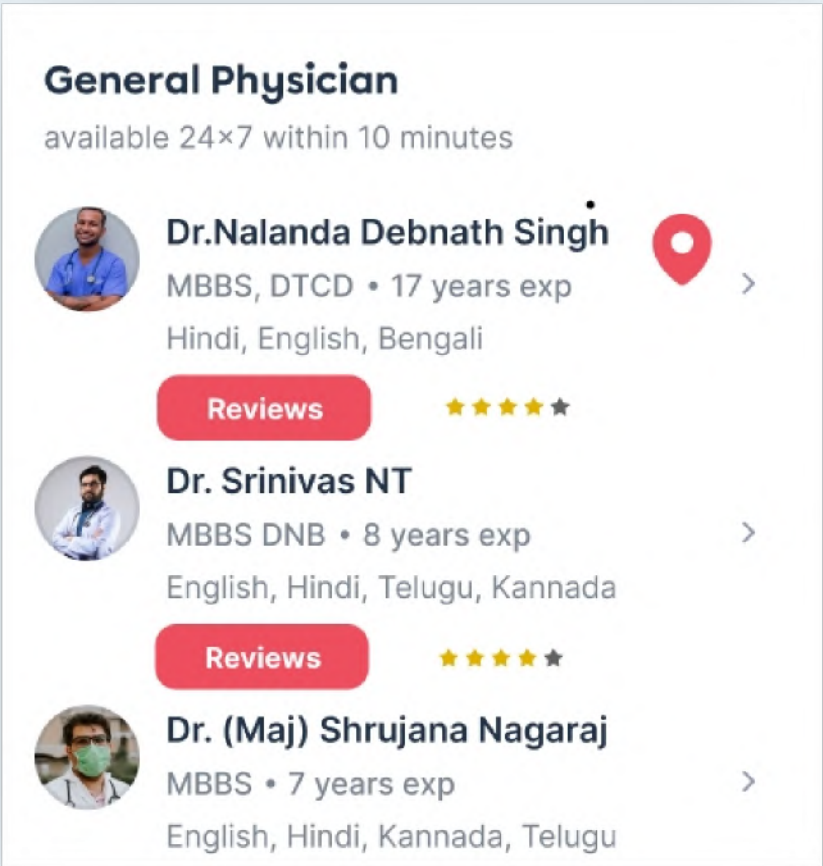 General Physician
available 24×7 within 10 minutes
Dr.Nalanda Debnath Singh
MBBS, DTCD • 17 years exp
Hindi, English, Bengali
Reviews
Dr. Srinivas NT
MBBS DNB • 8 years exp
English, Hindi, Telugu, Kannada
Reviews
Dr. (Maj) Shrujana Nagaraj
MBBS • 7 years exp
English, Hindi, Kannada, Telugu